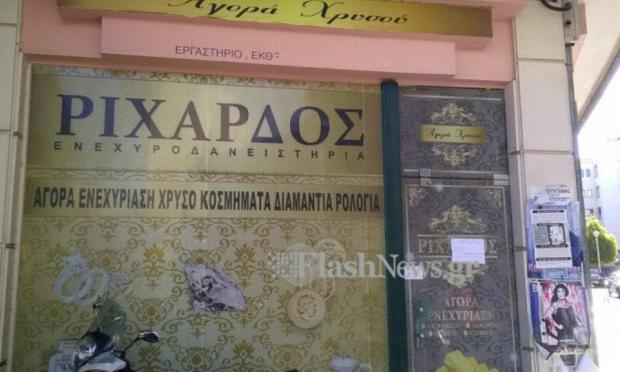 Αγορά Χρυσού
ΕΡΓΑΣΤΗΡΙΟ , ΕΚΘ
ΡΙΧΑΡΔΟΣ
ΕΝΕΧΥΡΟΔΑΝΕΙΣΤΗΡΙΑ
ΑΓΟΡΑ ΕΝΕΧΥΡΙΑΣΗ ΧΡΥΣΟ ΚΟΣΜΗΜΑΤΑ ΔΙΑΜΑΝΤΙΑ ΡΟΛΟΓΙΑ
Αγορά Χρυσού
ΡΙΧΑΡΔΟΣ
FlashNews.gr
ΑΓΟΡΑ
ΕΝΕΧΥΡΙΑΣΗ